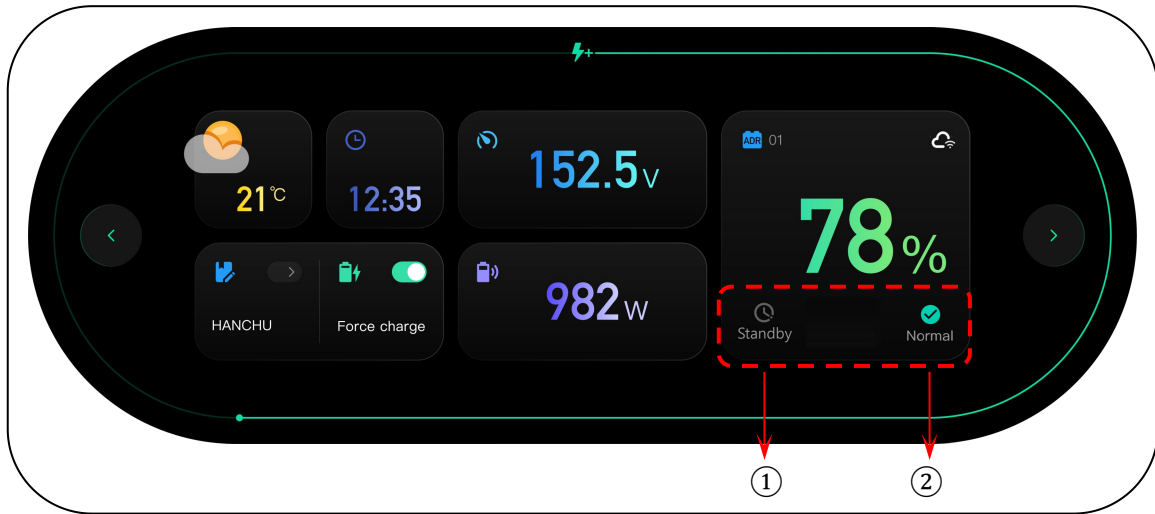 21℃
12:35
152.5V
ADR 01
78%
HANCHU
Force charge
982W
Standby
Normal
①
②